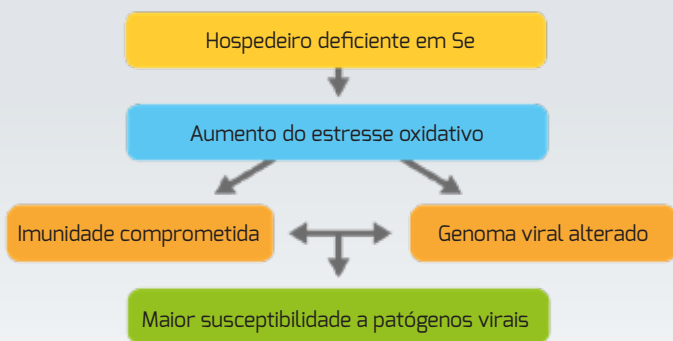 Hospedeiro deficiente em Se
Aumento do estresse oxidativo
Imunidade comprometida
Genoma viral alterado
Maior susceptibilidade a patógenos virais